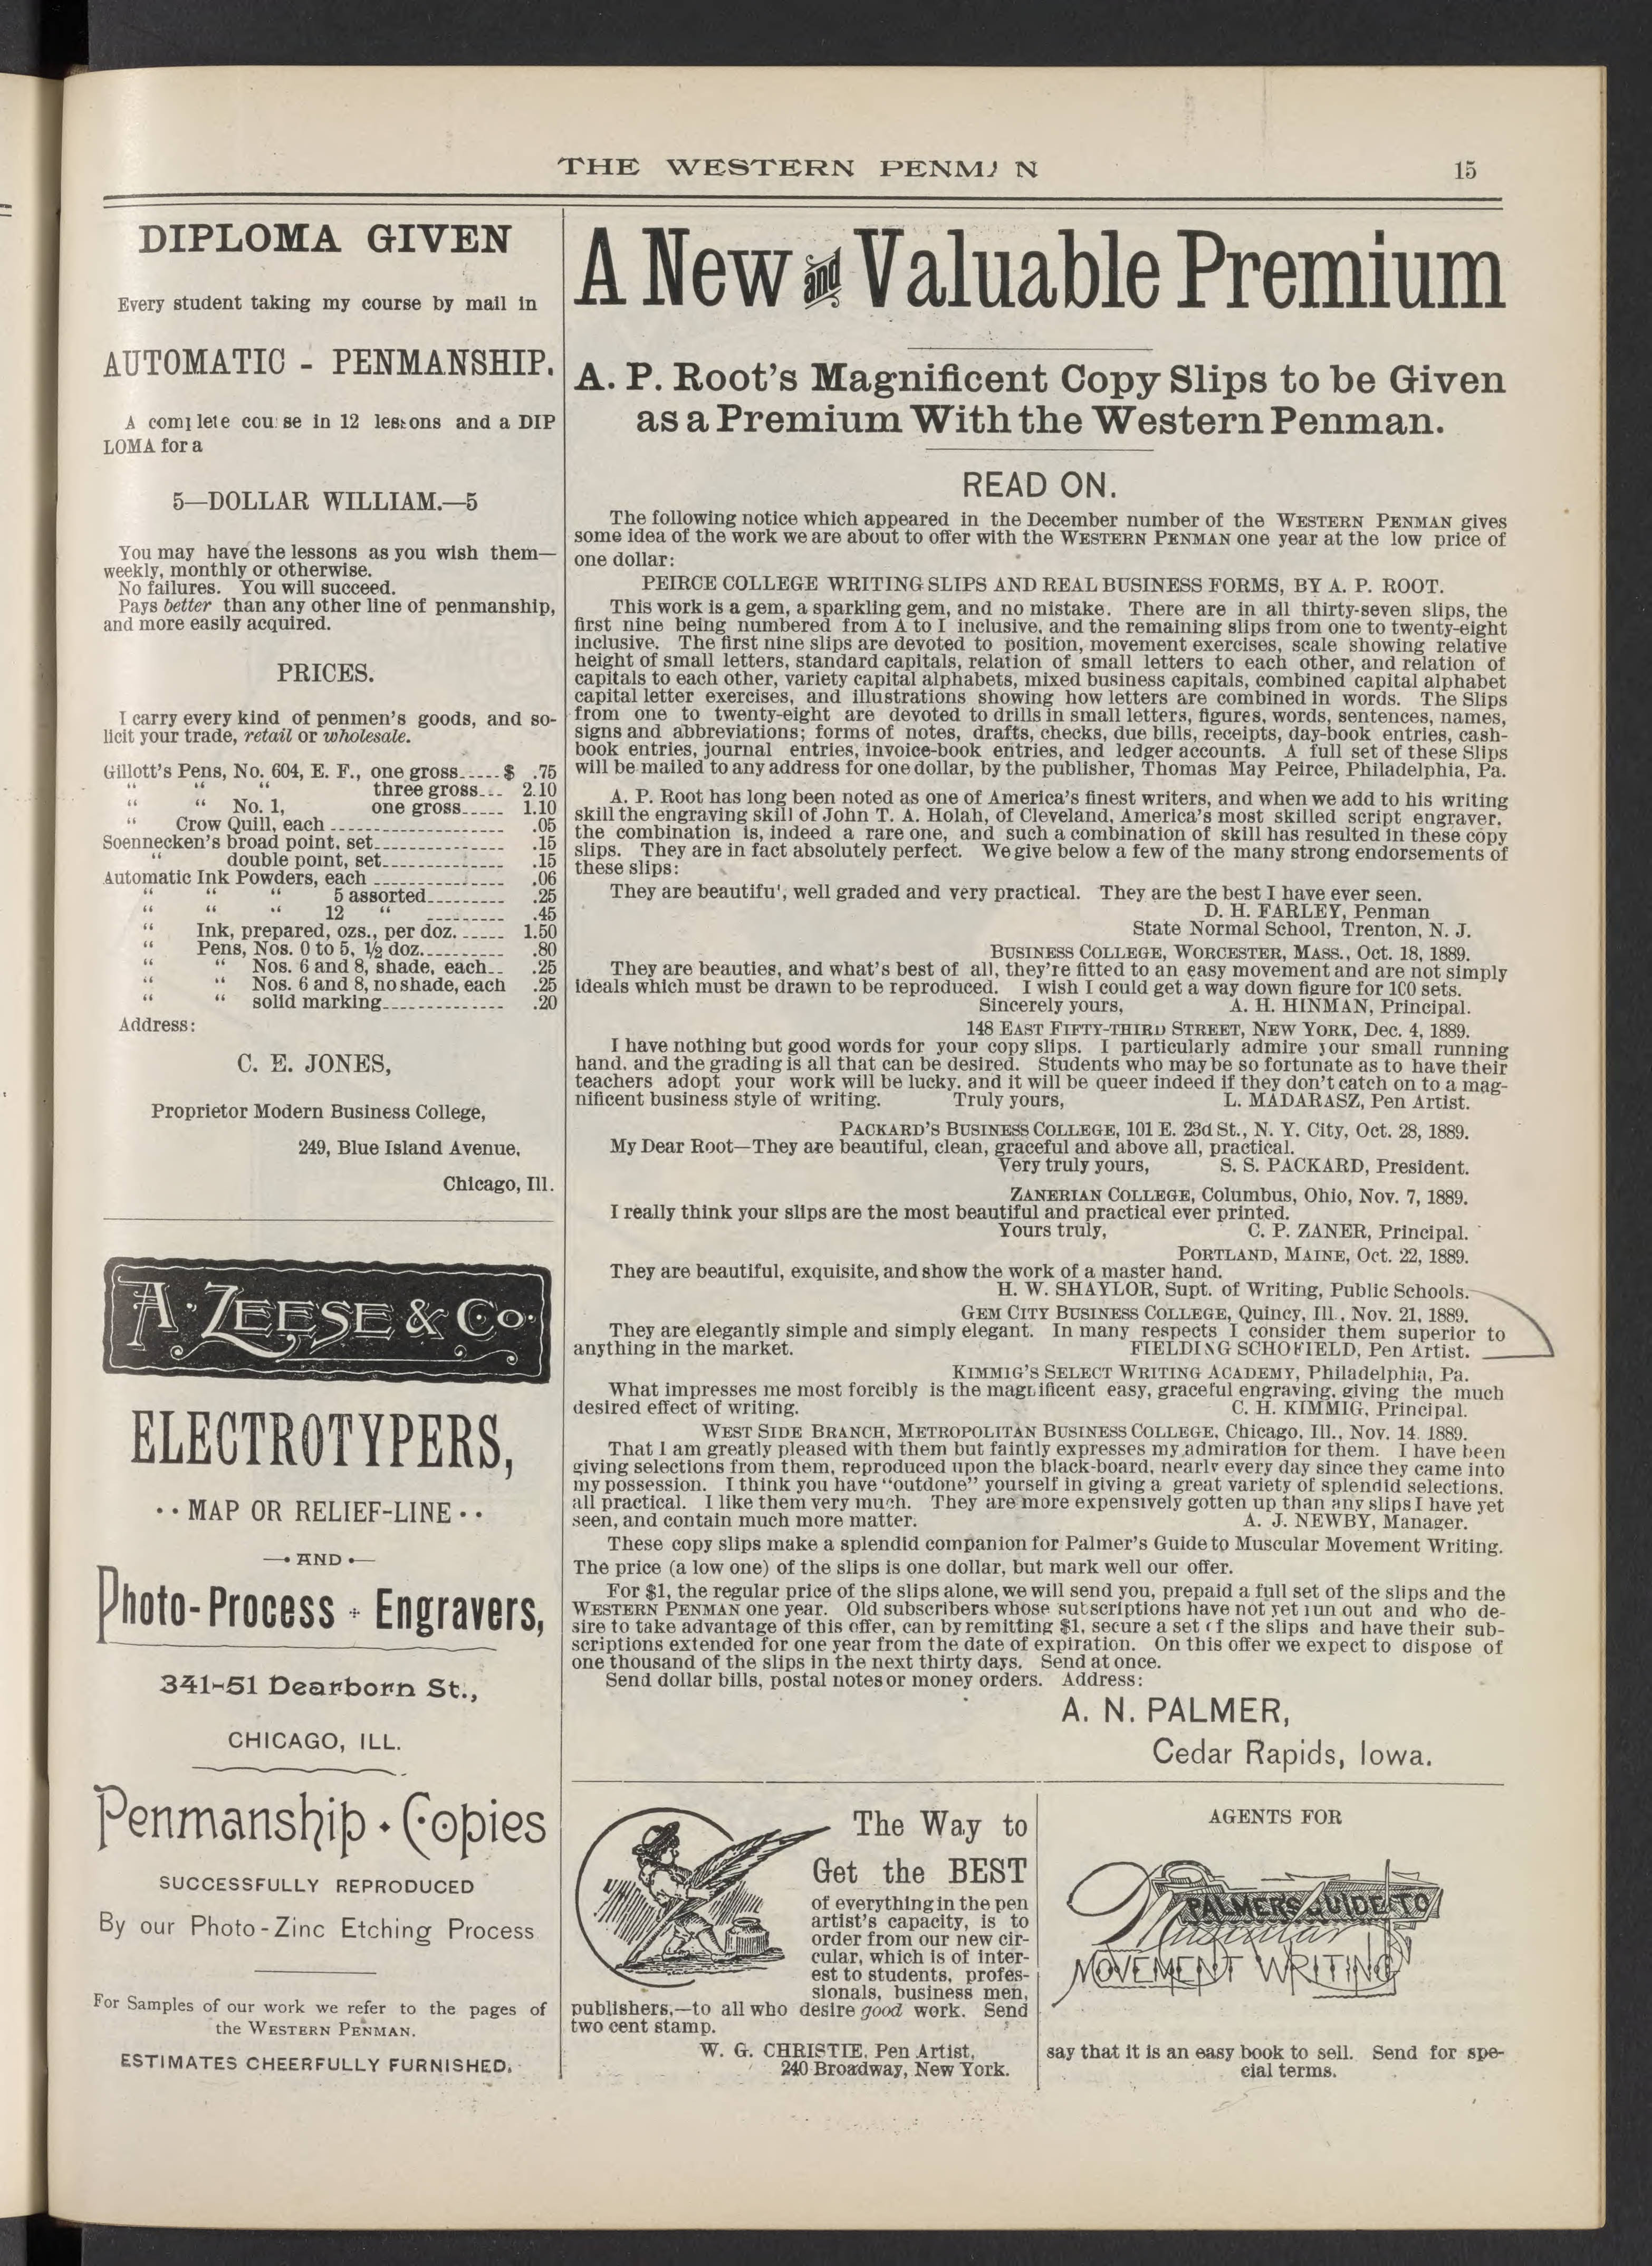 THE WESTERN PENMAN
15
DIPLOMA GIVEN
Every student taking my course by mail in
AUTOMATIC - PENMANSHIP.
A complete course in 12 lessons and a DIP
LOMA for a
5—DOLLAR WILLIAM.—5
You may have the lessons as you wish them—
weekly, monthly or otherwise.
No failures. You will succeed.
Pays better than any other line of penmanship,
and more easily acquired.
PRICES.
I carry every kind of penmen's goods, and so-
licit your trade, retail or wholesale.
Gillott's Pens, No. 604, E. F., one gross $ .75
" " " three gross 2.10
" " No. 1, one gross 1.10
" Crow Quill, each .05
Soennecken's broad point, set .15
" double point, set .15
Automatic Ink Powders, each .06
" " " 5 assorted .25
" " " 12 " .45
" Ink, prepared, ozs., per doz. 1.50
" Pens, Nos. 0 to 5, ½ doz. .80
" " Nos. 6 and 8, shade, each .25
" " Nos. 6 and 8, no shade, each .25
" " solid marking .20
Address:
C. E. JONES,
Proprietor Modern Business College,
249, Blue Island Avenue,
Chicago, Ill.
A. ZEESE & Co.
ELECTROTYPERS,
MAP OR RELIEF-LINE
AND
Photo-Process + Engravers,
341-51 Dearborn St.,
CHICAGO, ILL.
Penmanship · Copies
SUCCESSFULLY REPRODUCED
By our Photo-Zinc Etching Process
For Samples of our work we refer to the pages of
the WESTERN PENMAN.
ESTIMATES CHEERFULLY FURNISHED.
A New and Valuable Premium
A. P. Root's Magnificent Copy Slips to be Given
as a Premium With the Western Penman.
READ ON.
The following notice which appeared in the December number of the WESTERN PENMAN gives
some idea of the work we are about to offer with the WESTERN PENMAN one year at the low price of
one dollar:
PEIRCE COLLEGE WRITING SLIPS AND REAL BUSINESS FORMS, BY A. P. ROOT.
This work is a gem, a sparkling gem, and no mistake. There are in all thirty-seven slips, the
first nine being numbered from A to I inclusive, and the remaining slips from one to twenty-eight
inclusive. The first nine slips are devoted to position, movement exercises, scale showing relative
height of small letters, standard capitals, relation of small letters to each other, and relation of
capitals to each other, variety capital alphabets, mixed business capitals, combined capital alphabet
capital letter exercises, and illustrations showing how letters are combined in words. The Slips
from one to twenty-eight are devoted to drills in small letters, figures, words, sentences, names,
signs and abbreviations; forms of notes, drafts, checks, due bills, receipts, day-book entries, cash-
book entries, journal entries, invoice-book entries, and ledger accounts. A full set of these Slips
will be mailed to any address for one dollar, by the publisher, Thomas May Peirce, Philadelphia, Pa.
A. P. Root has long been noted as one of America's finest writers, and when we add to his writing
skill the engraving skill of John T. A. Holah, of Cleveland, America's most skilled script engraver,
the combination is, indeed a rare one, and such a combination of skill has resulted in these copy
slips. They are in fact absolutely perfect. We give below a few of the many strong endorsements of
these slips:
They are beautiful, well graded and very practical. They are the best I have ever seen.
D. H. FARLEY, Penman
State Normal School, Trenton, N. J.
BUSINESS COLLEGE, WORCESTER, MASS., Oct. 18, 1889.
They are beauties, and what's best of all, they're fitted to an easy movement and are not simply
ideals which must be drawn to be reproduced. I wish I could get a way down figure for 100 sets.
Sincerely yours, A. H. HINMAN, Principal.
148 EAST FIFTY-THIRD STREET, NEW YORK, Dec. 4, 1889.
I have nothing but good words for your copy slips. I particularly admire your small running
hand, and the grading is all that can be desired. Students who may be so fortunate as to have their
teachers adopt your work will be lucky, and it will be queer indeed if they don't catch on to a mag-
nificent business style of writing. Truly yours, L. MADARASZ, Pen Artist.
PACKARD'S BUSINESS COLLEGE, 101 E. 23d St., N. Y. City, Oct. 28, 1889.
My Dear Root—They are beautiful, clean, graceful and above all, practical.
Very truly yours, S. S. PACKARD, President.
ZANERIAN COLLEGE, Columbus, Ohio, Nov. 7, 1889.
I really think your slips are the most beautiful and practical ever printed.
Yours truly, C. P. ZANER, Principal.
PORTLAND, MAINE, Oct. 22, 1889.
They are beautiful, exquisite, and show the work of a master hand.
H. W. SHAYLOR, Supt. of Writing, Public Schools.
GEM CITY BUSINESS COLLEGE, Quincy, Ill., Nov. 21, 1889.
They are elegantly simple and simply elegant. In many respects I consider them superior to
anything in the market. FIELDING SCHOFIELD, Pen Artist.
KIMMIG'S SELECT WRITING ACADEMY, Philadelphia, Pa.
What impresses me most forcibly is the magnificent easy, graceful engraving, giving the much
desired effect of writing. C. H. KIMMIG, Principal.
WEST SIDE BRANCH, METROPOLITAN BUSINESS COLLEGE, Chicago, Ill., Nov. 14, 1889.
That I am greatly pleased with them but faintly expresses my admiration for them. I have been
giving selections from them, reproduced upon the black-board, nearly every day since they came into
my possession. I think you have "outdone" yourself in giving a great variety of splendid selections,
all practical. I like them very much. They are more expensively gotten up than any slips I have yet
seen, and contain much more matter. A. J. NEWBY, Manager.
These copy slips make a splendid companion for Palmer's Guide to Muscular Movement Writing.
The price (a low one) of the slips is one dollar, but mark well our offer.
For $1, the regular price of the slips alone, we will send you, prepaid a full set of the slips and the
WESTERN PENMAN one year. Old subscribers whose subscriptions have not yet run out and who de-
sire to take advantage of this offer, can by remitting $1, secure a set of the slips and have their sub-
scriptions extended for one year from the date of expiration. On this offer we expect to dispose of
one thousand of the slips in the next thirty days. Send at once.
Send dollar bills, postal notes or money orders. Address:
A. N. PALMER,
Cedar Rapids, Iowa.
The Way to
Get the BEST
of everything in the pen
artist's capacity, is to
order from our new cir-
cular, which is of inter-
est to students, profes-
sionals, business men,
publishers,—to all who desire good work. Send
two cent stamp.
W. G. CHRISTIE, Pen Artist,
240 Broadway, New York.
AGENTS FOR
PALMER'S GUIDE TO
Muscular
MOVEMENT WRITING
say that it is an easy book to sell. Send for spe-
cial terms.